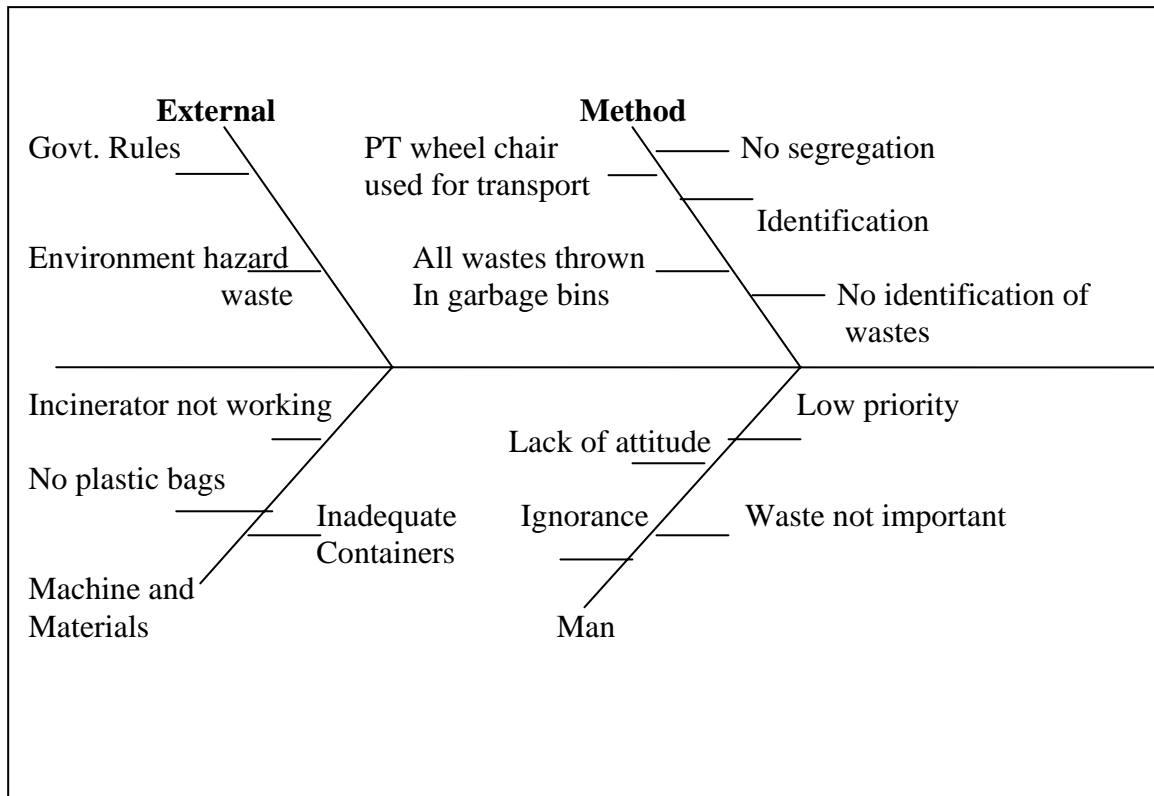 External
Method
Govt. Rules
PT wheel chair
used for transport
No segregation
Identification
Environment hazard
waste
All wastes thrown
In garbage bins
No identification of
wastes
Incinerator not working
Low priority
Lack of attitude
No plastic bags
Inadequate
Containers
Ignorance
Waste not important
Machine and
Materials
Man